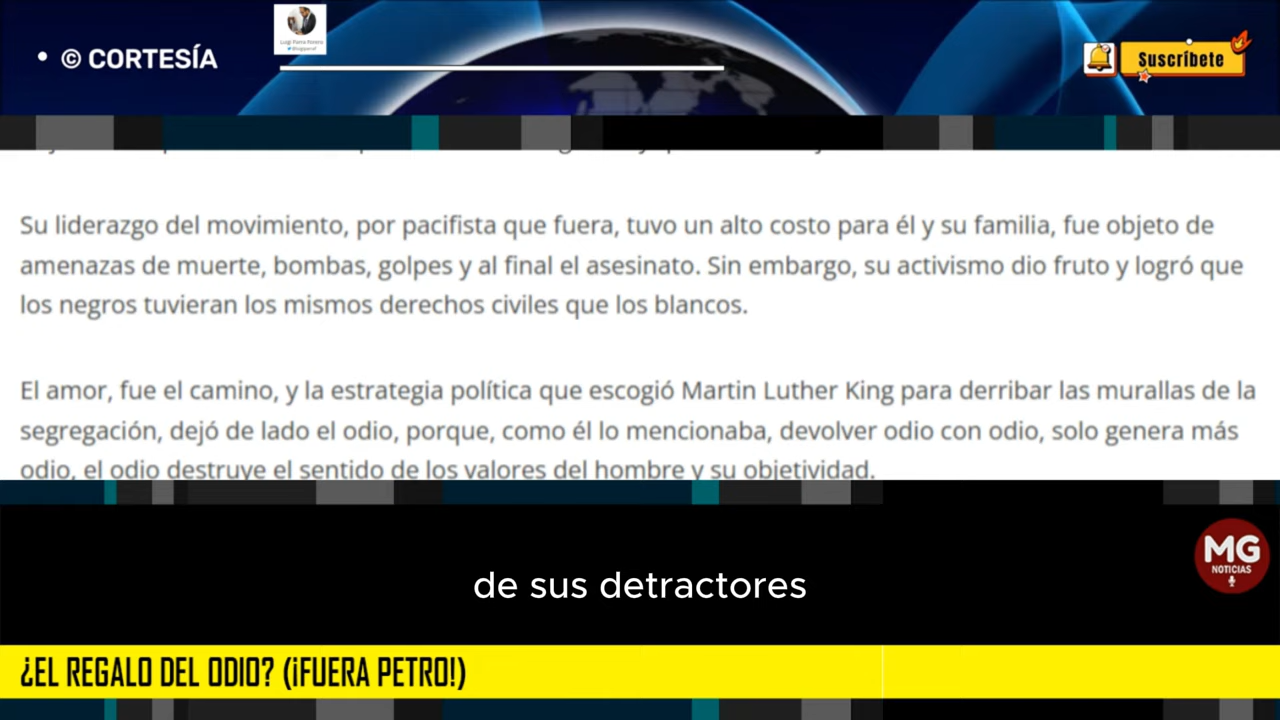 • © CORTESÍA
Suscríbete
Su liderazgo del movimiento, por pacifista que fuera, tuvo un alto costo para él y su familia, fue objeto de
amenazas de muerte, bombas, golpes y al final el asesinato. Sin embargo, su activismo dio fruto y logró que
los negros tuvieran los mismos derechos civiles que los blancos.
El amor, fue el camino, y la estrategia política que escogió Martin Luther King para derribar las murallas de la
segregación, dejó de lado el odio, porque, como él lo mencionaba, devolver odio con odio, solo genera más
odio, el odio destruye el sentido de los valores del hombre y su objetividad.
MG
NOTICIAS
de sus detractores
¿EL REGALO DEL ODIO? (¡FUERA PETRO!)